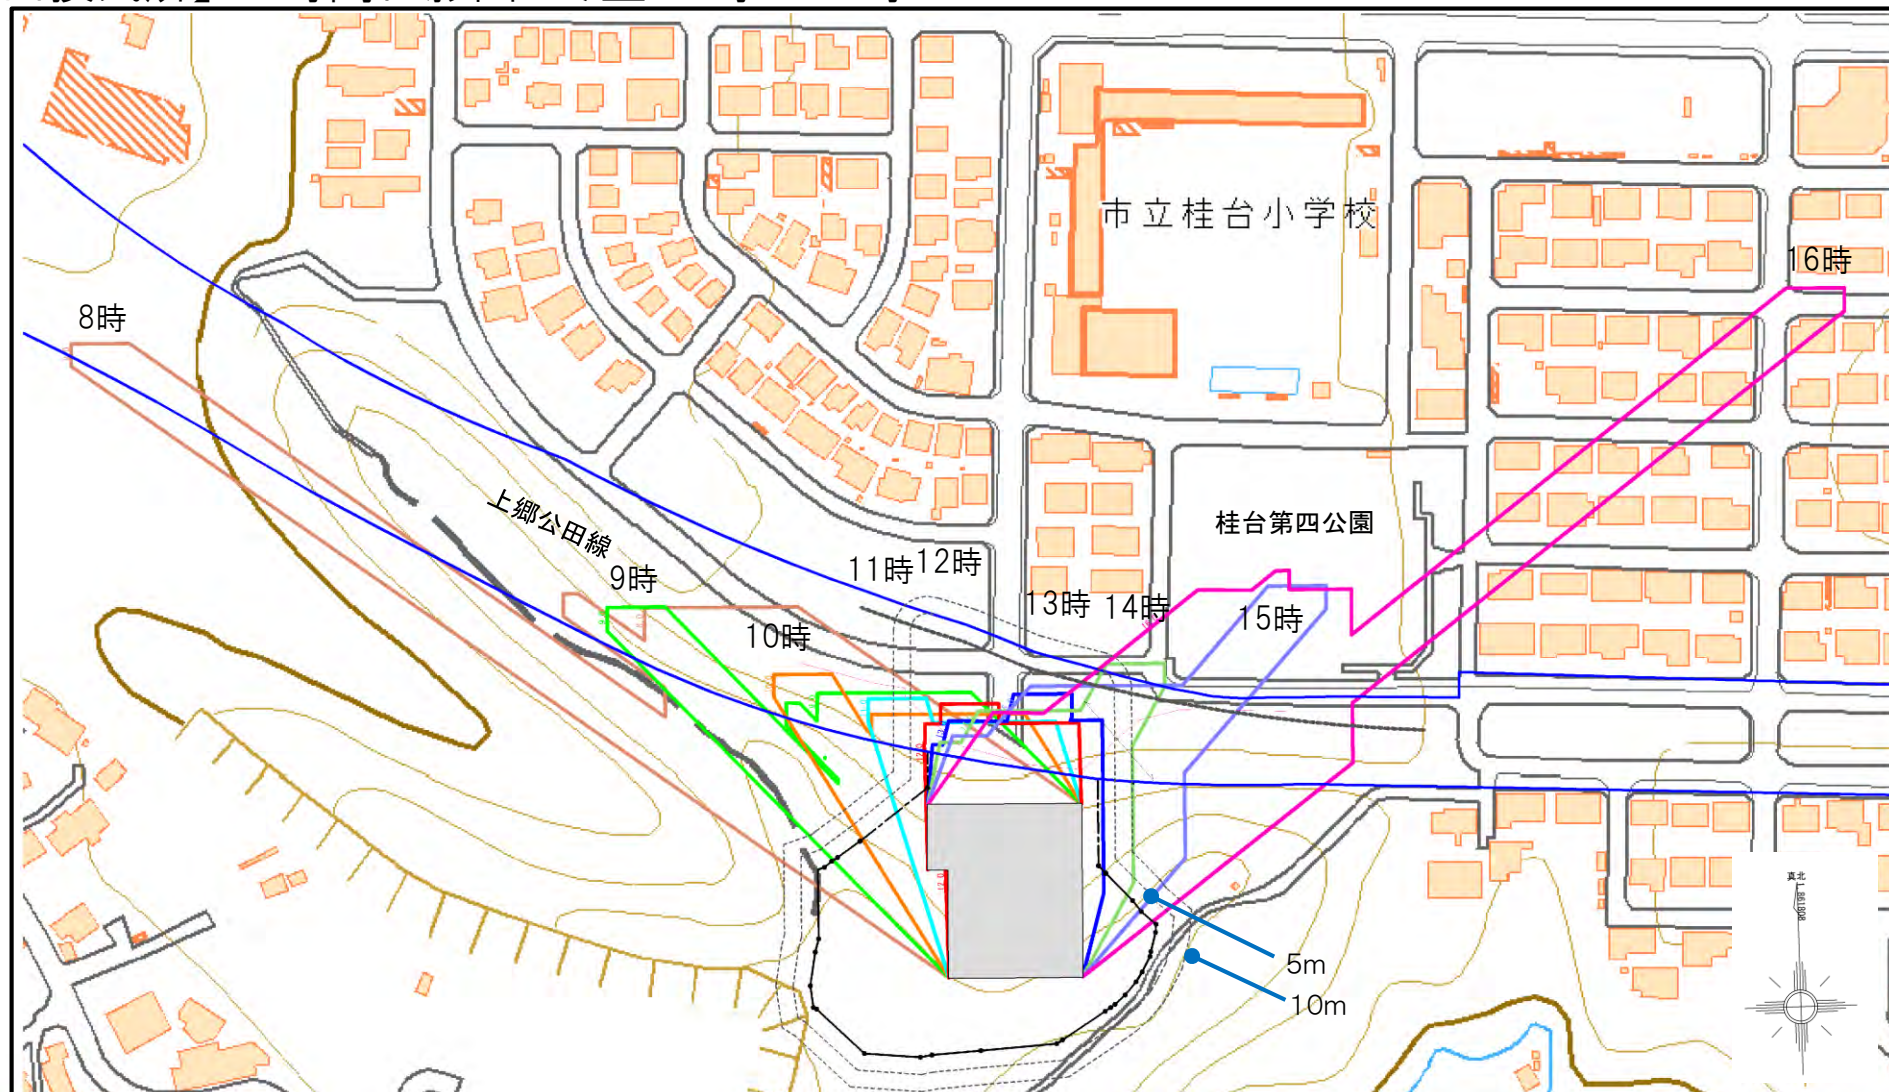 市立桂台小学校
16時
8時
上郷公田線
桂台第四公園
9時
11時
12時
13時
14時
15時
10時
真北
5m
10m